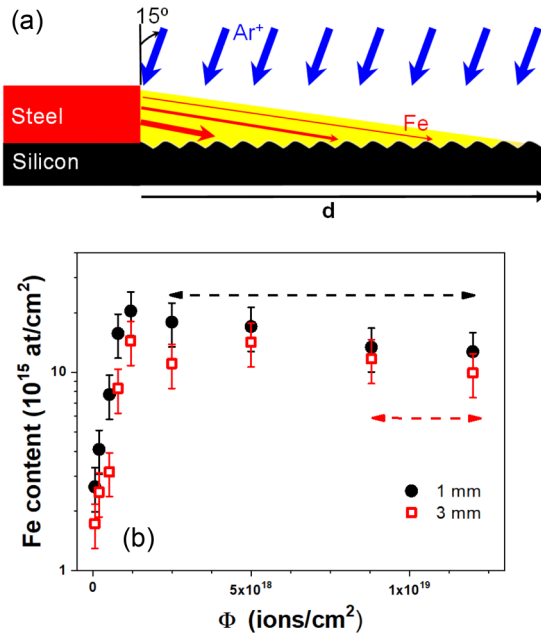 (a)
15º
Ar⁺
Steel
Fe
Silicon
d
Fe content (10¹⁵ at/cm²)
10
1
(b)
1 mm
3 mm
0
5x10¹⁸
1x10¹⁹
Φ (ions/cm²)